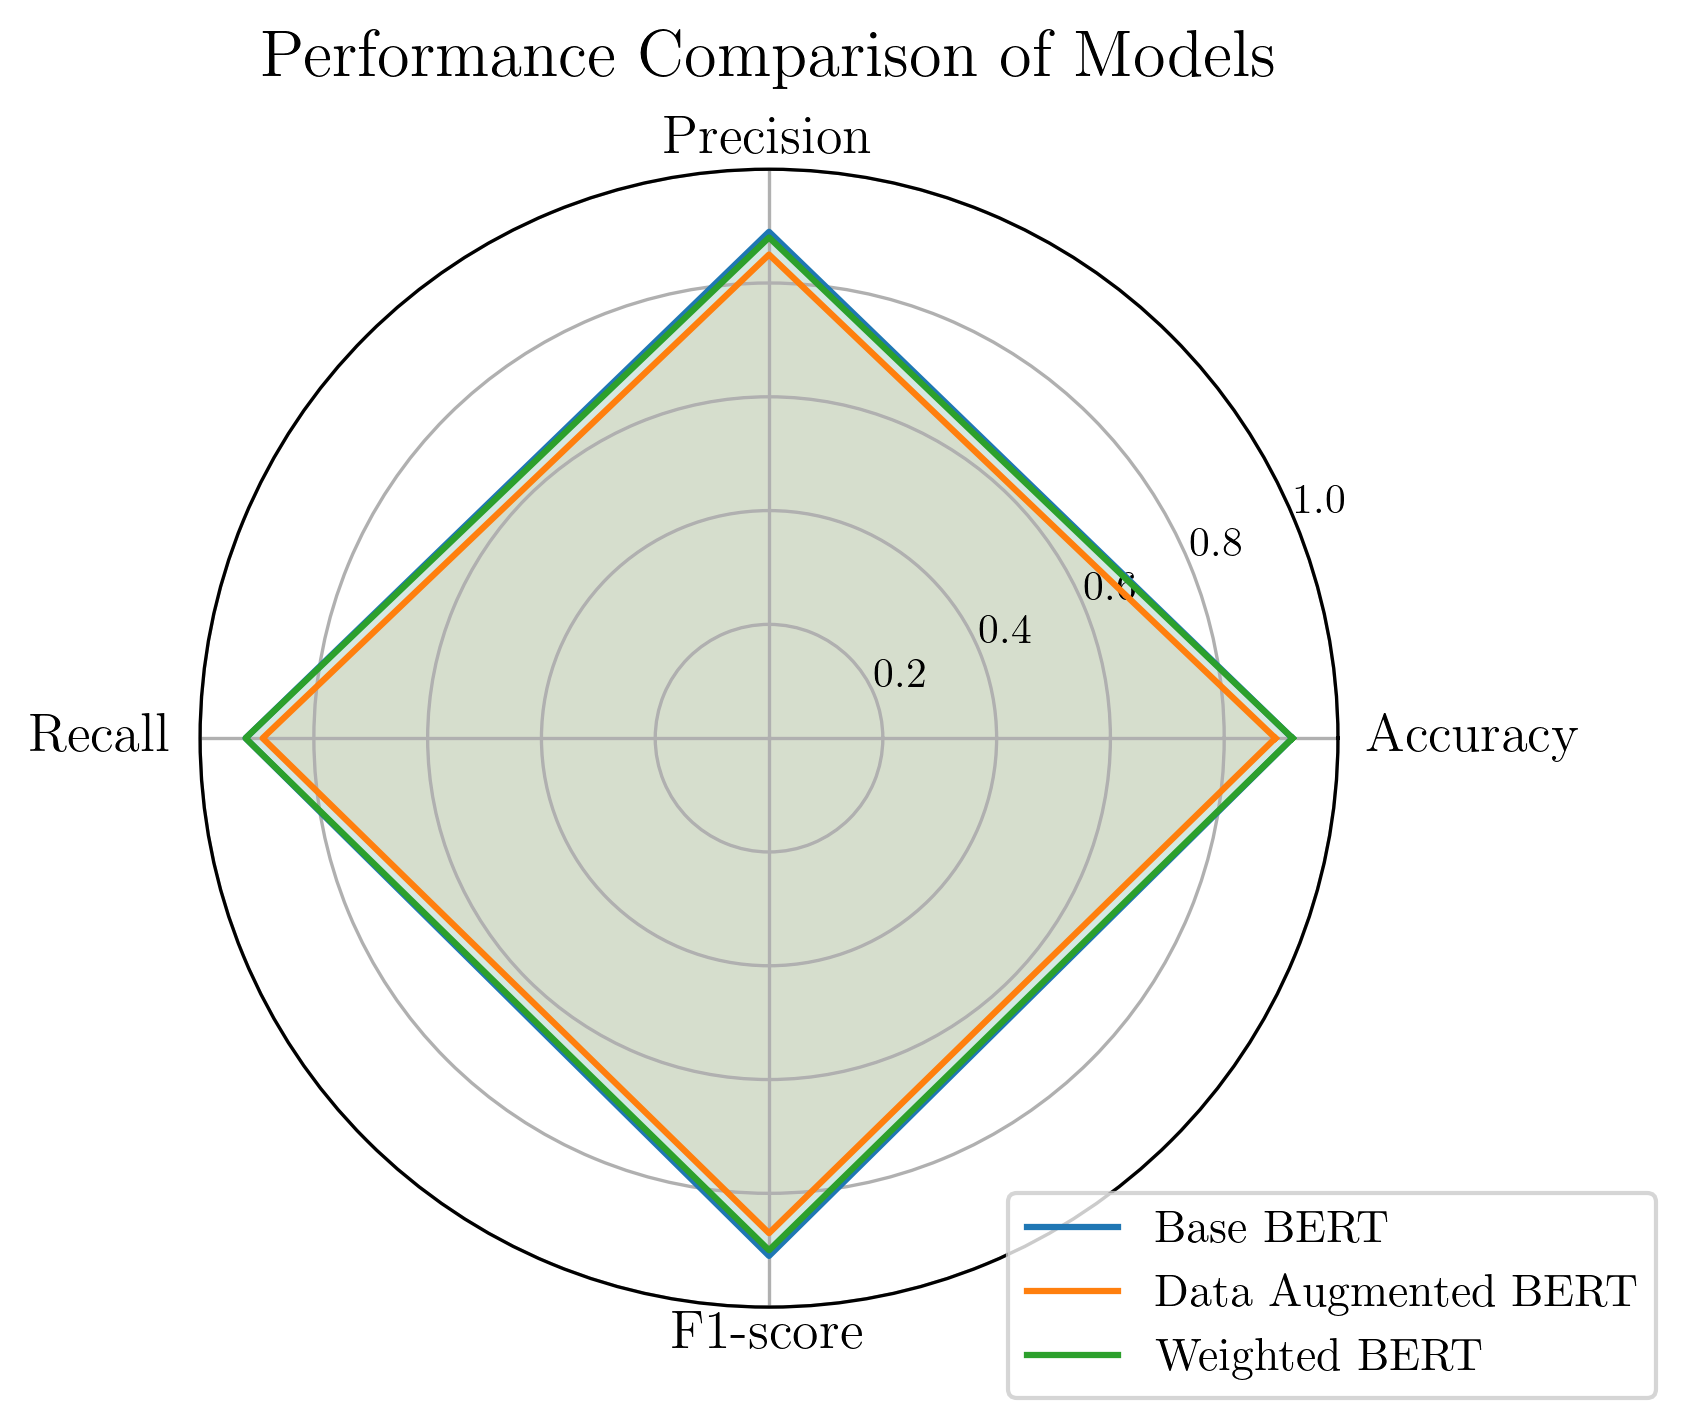 Performance Comparison of Models
Precision
1.0
0.8
0.6
0.4
0.2
Recall
Accuracy
F1-score
Base BERT
Data Augmented BERT
Weighted BERT